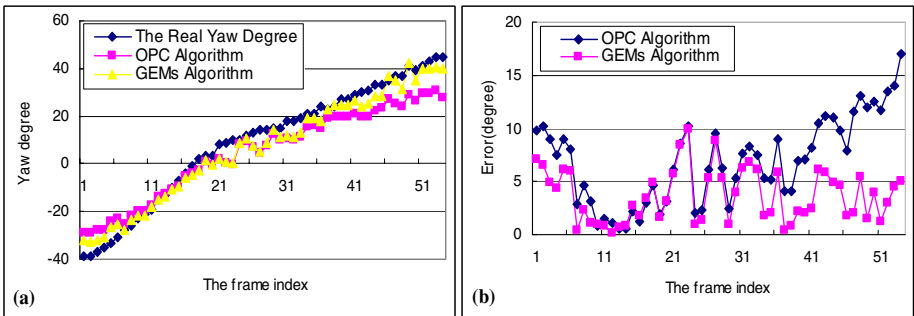 60
40
20
0
-20
-40
Yaw degree
The Real Yaw Degree
OPC Algorithm
GEMs Algorithm
1 11 21 31 41 51
The frame index
(a)
20
15
10
5
0
Error(degree)
OPC Algorithm
GEMs Algorithm
1 11 21 31 41 51
The frame index
(b)